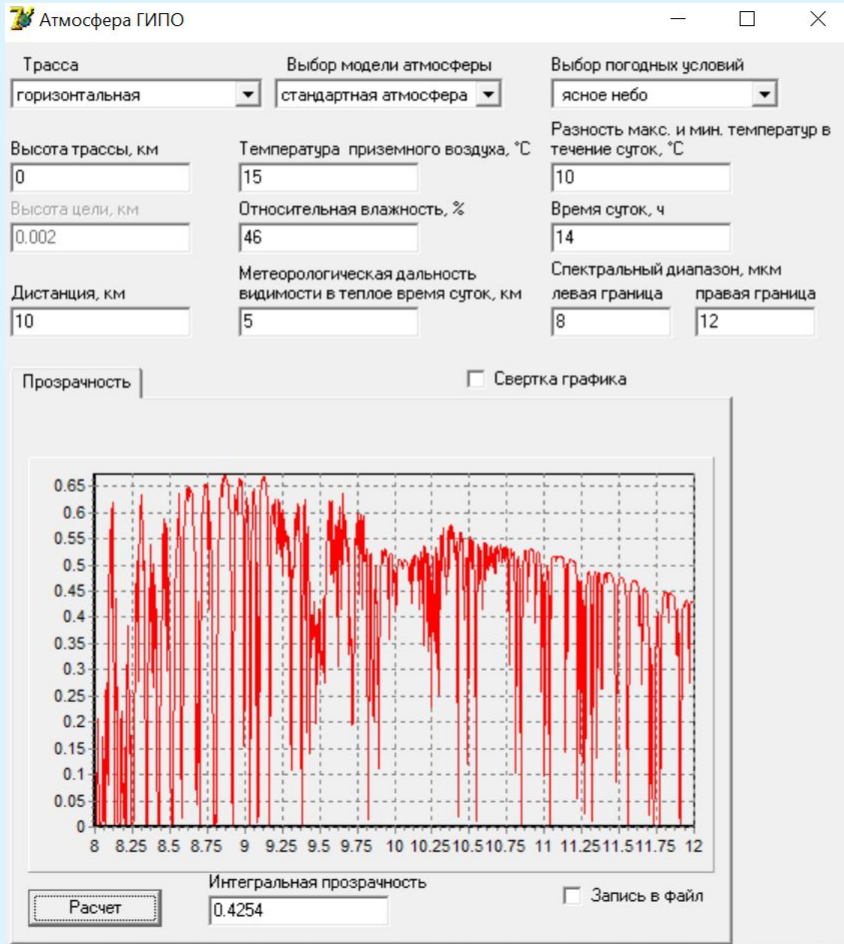 Атмосфера ГИПО
Трасса
Выбор модели атмосферы
Выбор погодных условий
горизонтальная
стандартная атмосфера
ясное небо
Высота трассы, км
Температура приземного воздуха, °C
Разность макс. и мин. температур в
течение суток, °C
0
15
10
Высота цели, км
Относительная влажность, %
Время суток, ч
0.002
46
14
Дистанция, км
Метеорологическая дальность
видимости в теплое время суток, км
Спектральный диапазон, мкм
левая граница
правая граница
10
5
8
12
Прозрачность
Свертка графика
0.65
0.6
0.55
0.5
0.45
0.4
0.35
0.3
0.25
0.2
0.15
0.1
0.05
0
8 8.25 8.5 8.75 9 9.25 9.5 9.75 10 10.25 10.5 10.75 11 11.25 11.5 11.75 12
Расчет
Интегральная прозрачность
0.4254
Запись в файл